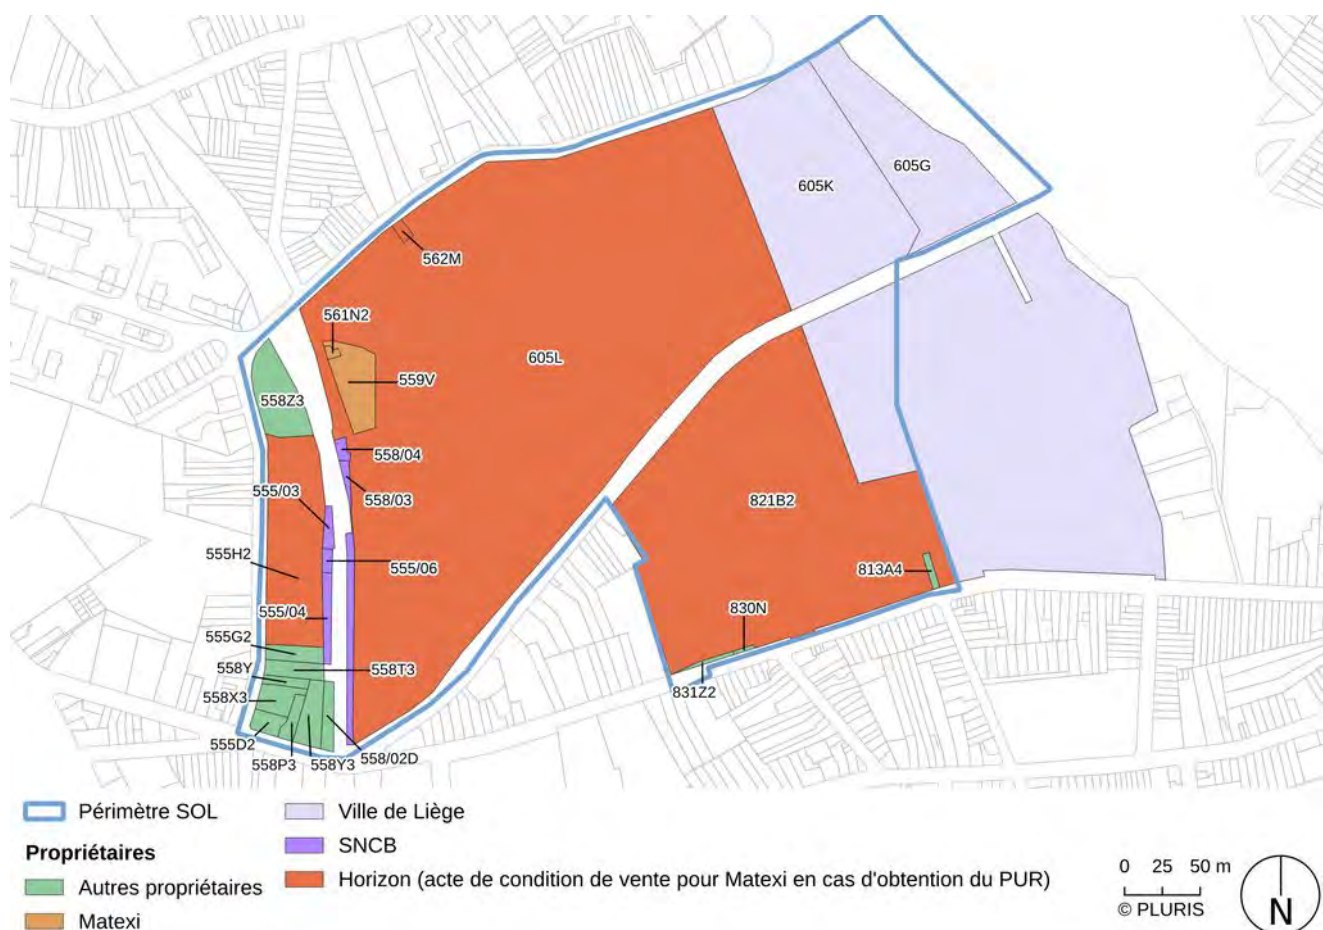 605G
605K
562M
561N2
605L
559V
558Z3
558/04
555/03
558/03
821B2
555H2
555/06
813A4
555/04
830N
555G2
558Y
558T3
831Z2
558X3
555D2
558P3
558Y3
558/02D
Périmètre SOL
Ville de Liège
Propriétaires
SNCB
Autres propriétaires
Horizon (acte de condition de vente pour Matexi en cas d'obtention du PUR)
Matexi
0 25 50 m
© PLURIS
N